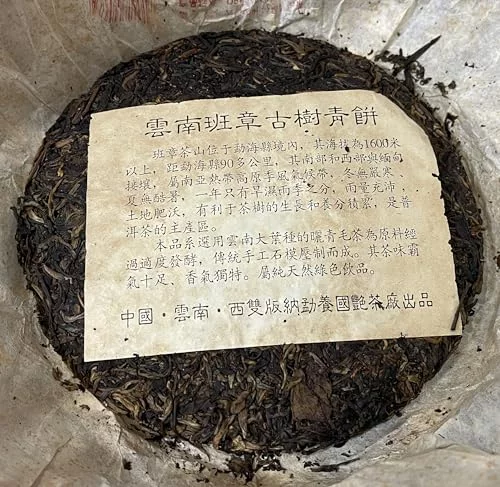 雲南班章古樹青餅
班章茶山位于勐海縣境內，其海拔為1600米
以上，距勐海縣90多公里，其南部和西部與緬甸
接壤，屬南亞熱帶高原季風氣候帶，冬無嚴寒、
夏無酷暑，一年只有旱濕雨季之分，雨量充沛．．
土地肥沃，有利于茶樹的生長和養分積累，是普
洱茶的主產區。
本品系選用雲南大葉種的曬青毛茶為原料經
過適度發酵，傳統手工石模壓制而成。其茶味霸
氣十足、香氣獨特。屬純天然綠色飲品。
中國·雲南·西雙版納勐養國艷茶廠出品